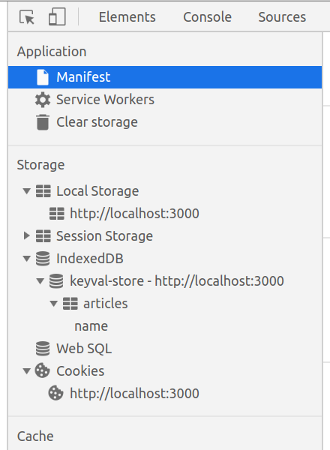 Elements Console Sources
Application
Manifest
Service Workers
Clear storage
Storage
Local Storage
http://localhost:3000
Session Storage
IndexedDB
keyval-store - http://localhost:3000
articles
name
Web SQL
Cookies
http://localhost:3000
Cache